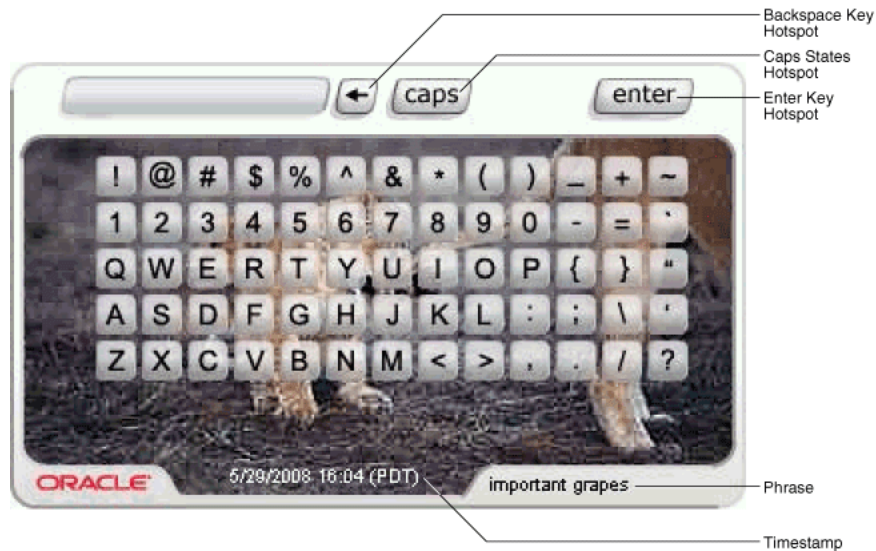 Backspace Key
Hotspot
Caps States
Hotspot
Enter Key
Hotspot
← caps enter
! @ # $ % ^ & * ( ) _ + ~
1 2 3 4 5 6 7 8 9 0 - = `
Q W E R T Y U I O P { } "
A S D F G H J K L : ; \ '
Z X C V B N M < > , . / ?
ORACLE
5/29/2008 16:04 (PDT)
important grapes
Phrase
Timestamp